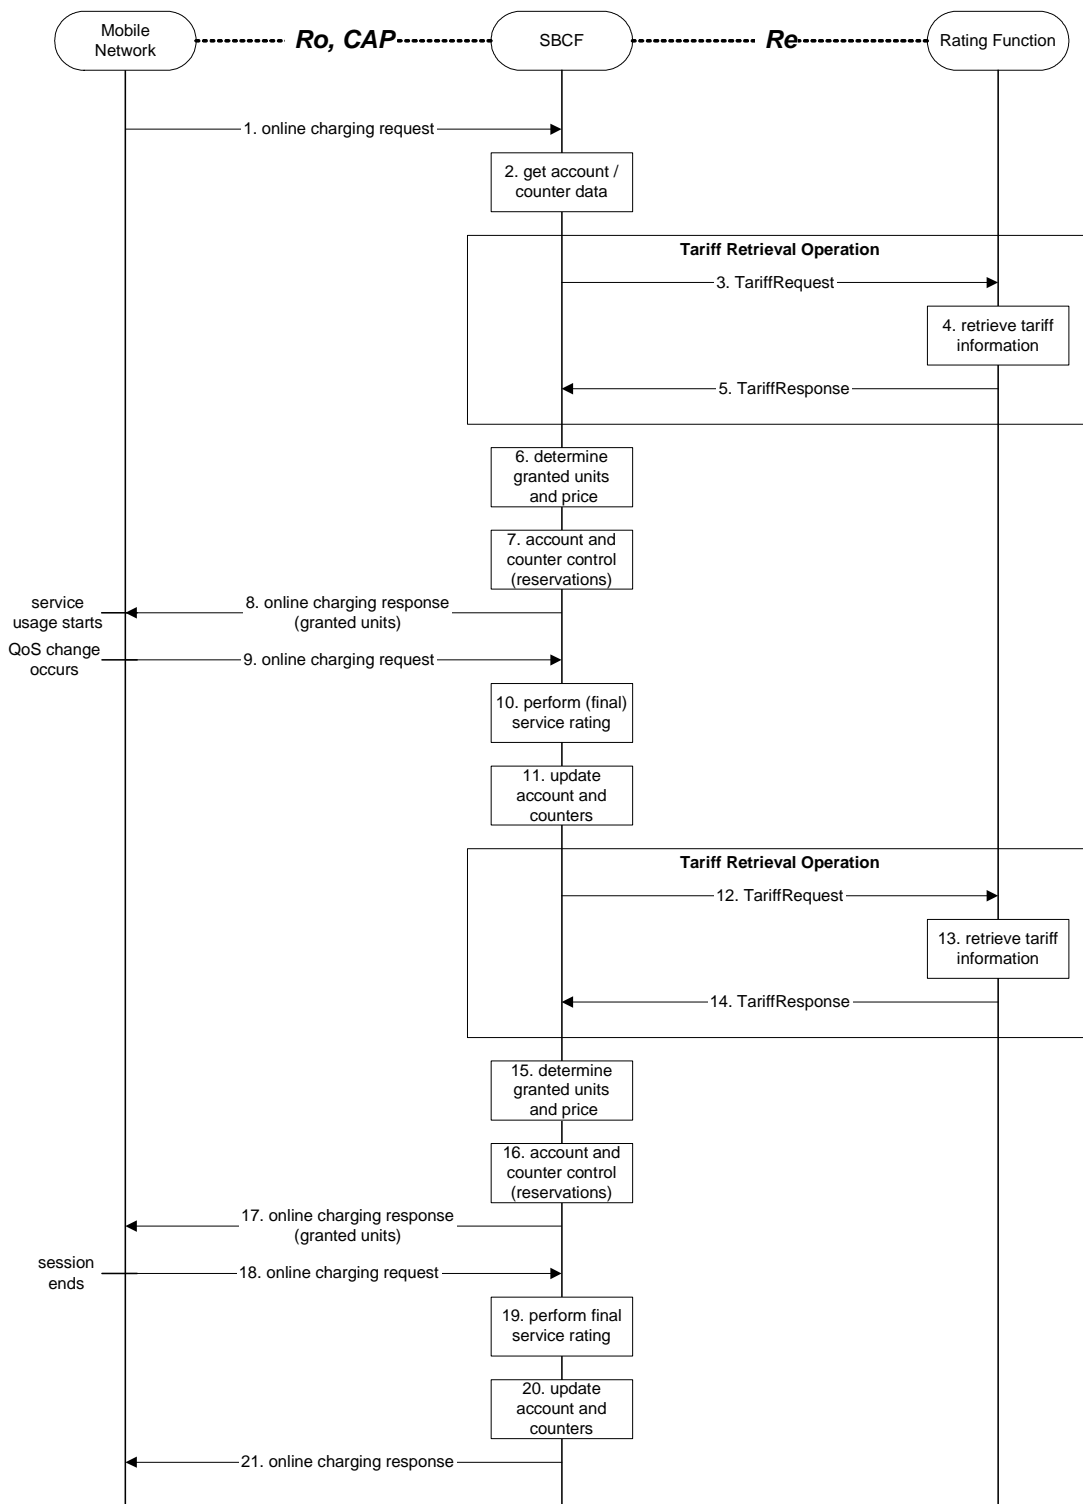 Mobile
Network
Ro, CAP
SBCF
Re
Rating Function
1. online charging request
2. get account /
counter data
Tariff Retrieval Operation
3. TariffRequest
4. retrieve tariff
information
5. TariffResponse
6. determine
granted units
and price
7. account and
counter control
(reservations)
service
usage starts
8. online charging response
(granted units)
QoS change
occurs
9. online charging request
10. perform (final)
service rating
11. update
account and
counters
Tariff Retrieval Operation
12. TariffRequest
13. retrieve tariff
information
14. TariffResponse
15. determine
granted units
and price
16. account and
counter control
(reservations)
17. online charging response
(granted units)
session
ends
18. online charging request
19. perform final
service rating
20. update
account and
counters
21. online charging response